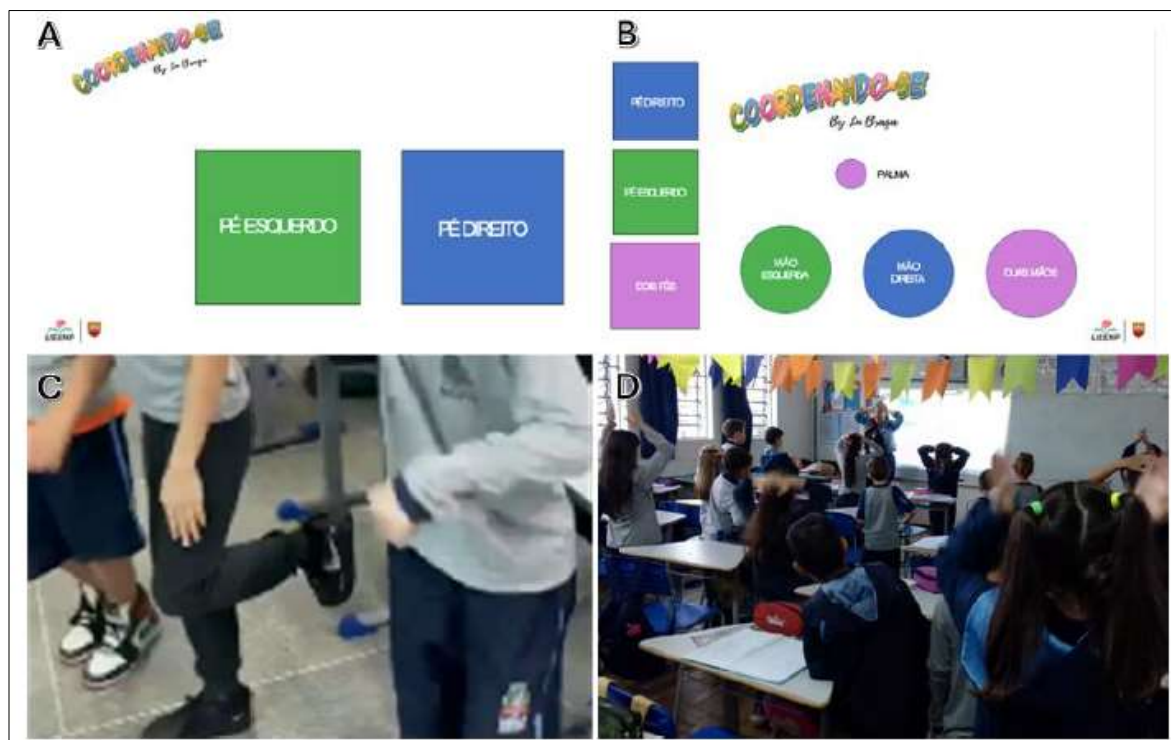 A
COORDENANDO-SE
By Lu Braga
PÉ ESQUERDO
PÉ DIREITO
B
PÉ DIREITO
PÉ ESQUERDO
DOIS PÉS
COORDENANDO-SE
By Lu Braga
PALMA
MÃO
ESQUERDA
MÃO
DIREITA
DUAS MÃOS
C
D